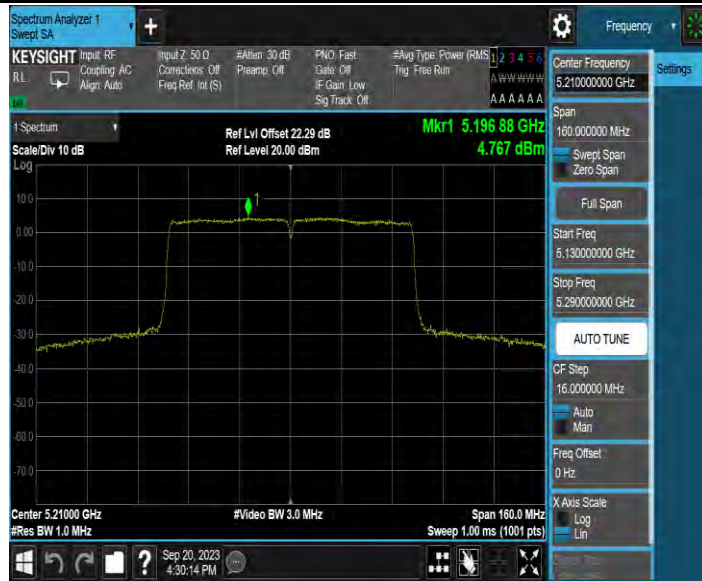 Spectrum Analyzer 1
Swept SA
Frequency
KEYSIGHT
RL
Input: RF
Coupling: AC
Align: Auto
Input Z: 50 Ω
Corrections: Off
Freq Ref: Int (S)
#Atten: 30 dB
Preamp: Off
PNO: Fast
Gate: Off
IF Gain: Low
Sig Track: Off
#Avg Type: Power (RMS
Trig: Free Run
1 2 3 4 5 6
A W W W W W
A A A A A A
1 Spectrum
Scale/Div 10 dB
Log
Ref Lvl Offset 22.29 dB
Ref Level 20.00 dBm
Mkr1 5.196 88 GHz
4.767 dBm
1
10.0
0.00
-10.0
-20.0
-30.0
-40.0
-60.0
-70.0
Center 5.21000 GHz
#Res BW 1.0 MHz
#Video BW 3.0 MHz
Span 160.0 MHz
Sweep 1.00 ms (1001 pts)
Center Frequency
5.210000000 GHz
Settings
Span
160.000000 MHz
Swept Span
Zero Span
Full Span
Start Freq
5.130000000 GHz
Stop Freq
5.290000000 GHz
AUTO TUNE
CF Step
16.000000 MHz
Auto
Man
Freq Offset
0 Hz
X Axis Scale
Log
Lin
?
Sep 20, 2023
4:30:14 PM